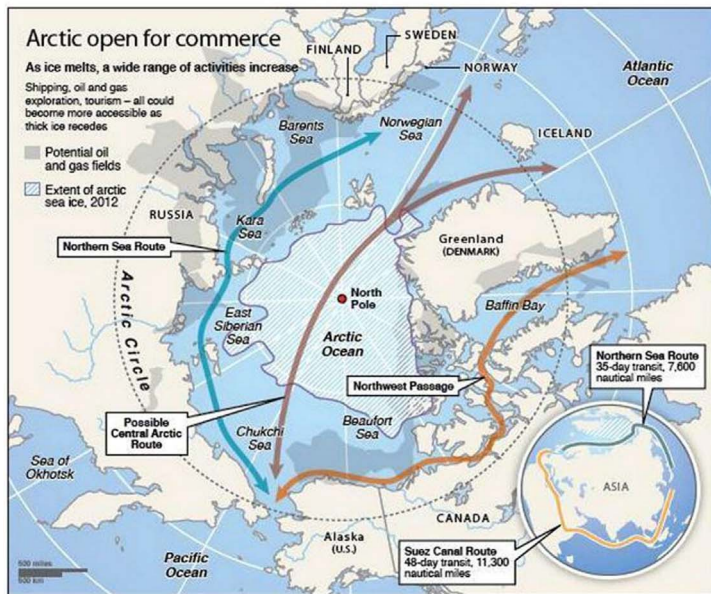 Arctic open for commerce
As ice melts, a wide range of activities increase
Shipping, oil and gas
exploration, tourism – all could
become more accessible as
thick ice recedes
Potential oil
and gas fields
Extent of arctic
sea ice, 2012
FINLAND
SWEDEN
NORWAY
Atlantic
Ocean
Barents
Sea
Norwegian
Sea
ICELAND
RUSSIA
Kara
Sea
Northern Sea Route
Greenland
(DENMARK)
Arctic Circle
North
Pole
East
Siberian
Sea
Arctic
Ocean
Baffin Bay
Northwest Passage
Northern Sea Route
35-day transit, 7,600
nautical miles
Possible
Central Arctic
Route
Chukchi
Sea
Beaufort
Sea
Sea of
Okhotsk
ASIA
CANADA
Alaska
(U.S.)
Pacific
Ocean
Suez Canal Route
48-day transit, 11,300
nautical miles
500 miles
500 km